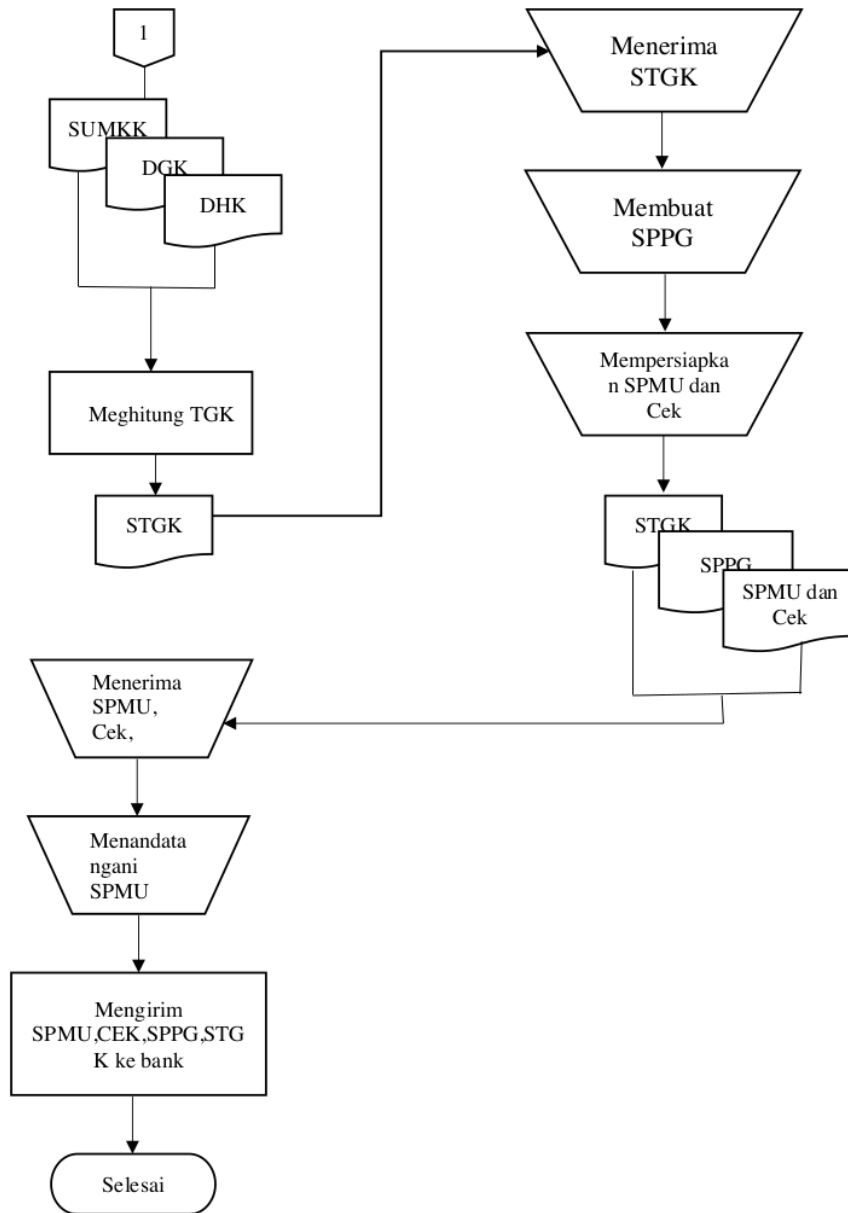 1
SUMKK
DGK
DHK
Meghitung TGK
STGK
Menerima
STGK
Membuat
SPPG
Mempersiapka
n SPMU dan
Cek
STGK
SPPG
SPMU dan
Cek
Menerima
SPMU,
Cek,
Menandata
ngani
SPMU
Mengirim
SPMU,CEK,SPPG,STG
K ke bank
Selesai